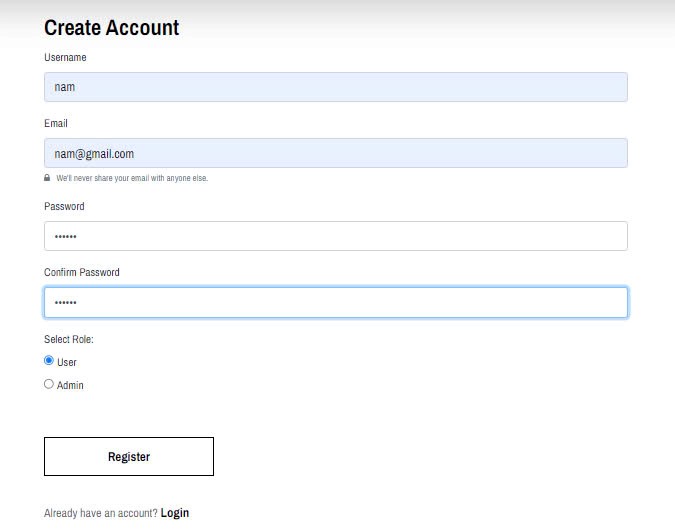 Create Account
Username
nam
Email
nam@gmail.com
We'll never share your email with anyone else.
Password
••••••
Confirm Password
••••••
Select Role:
User
Admin
Register
Already have an account? Login